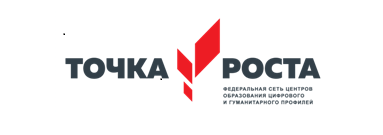 ТОЧКА РОСТА
ФЕДЕРАЛЬНАЯ СЕТЬ ЦЕНТРОВ
ОБРАЗОВАНИЯ ЦИФРОВОГО
И ГУМАНИТАРНОГО ПРОФИЛЕЙ